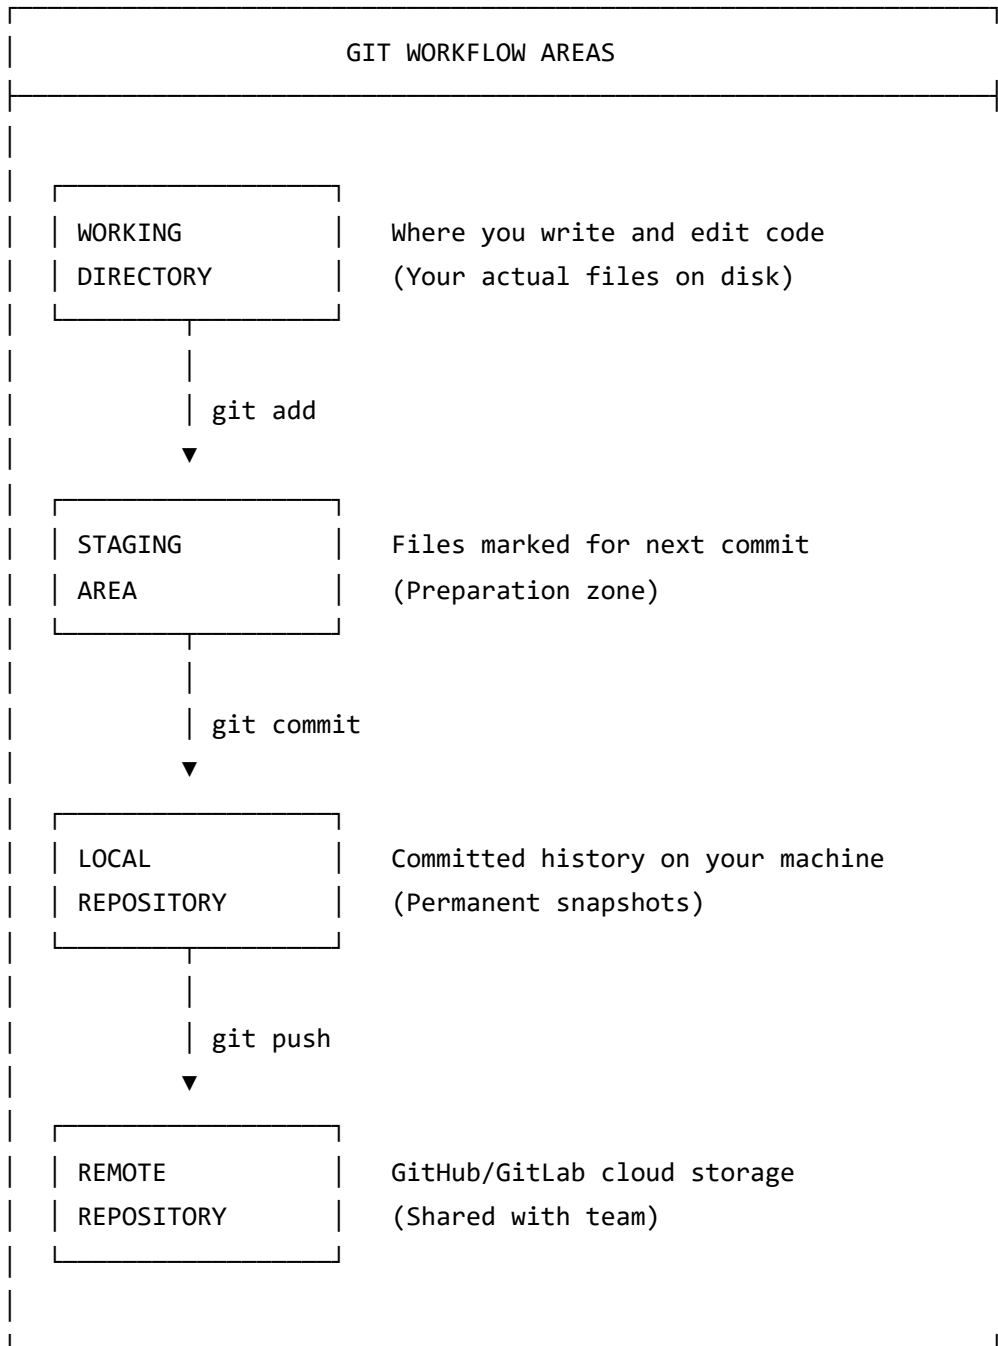 GIT WORKFLOW AREAS
WORKING Where you write and edit code
DIRECTORY (Your actual files on disk)
git add
STAGING Files marked for next commit
AREA (Preparation zone)
git commit
LOCAL Committed history on your machine
REPOSITORY (Permanent snapshots)
git push
REMOTE GitHub/GitLab cloud storage
REPOSITORY (Shared with team)